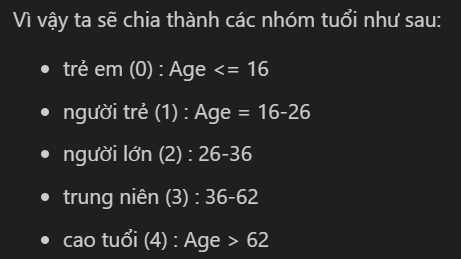 Vì vậy ta sẽ chia thành các nhóm tuổi như sau:
• trẻ em (0) : Age <= 16
• người trẻ (1) : Age = 16-26
• người lớn (2) : 26-36
• trung niên (3) : 36-62
• cao tuổi (4) : Age > 62